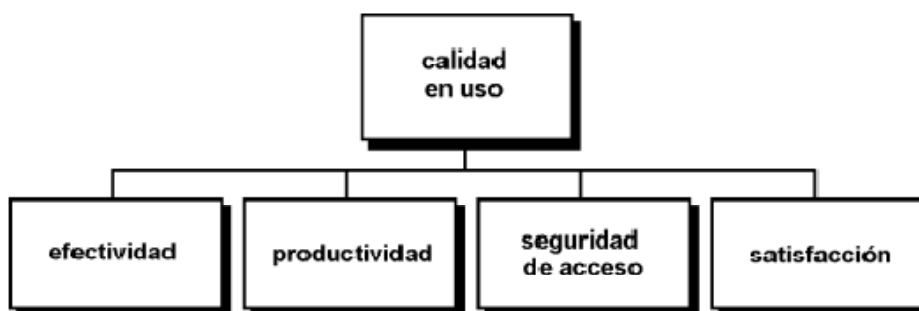 calidad
en uso
efectividad
productividad
seguridad
de acceso
satisfacción